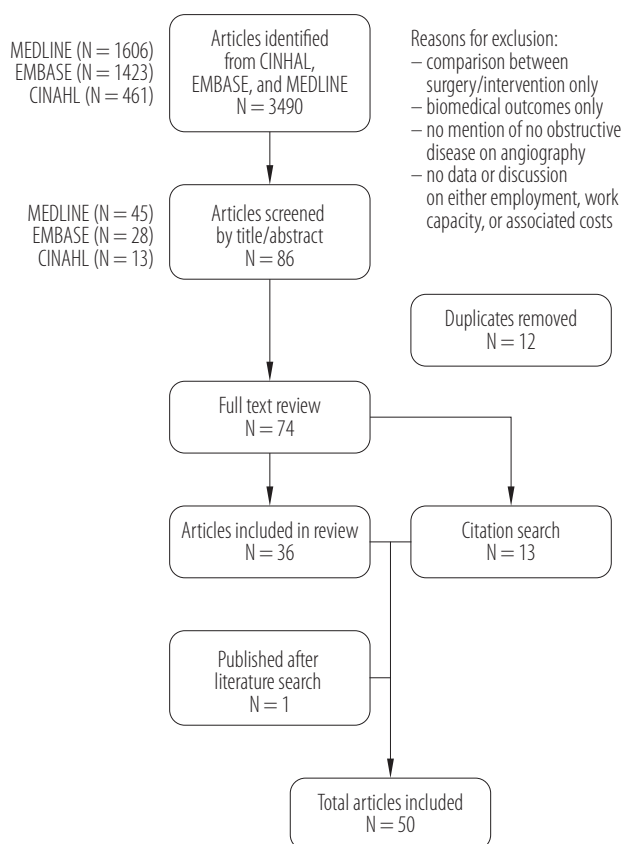 MEDLINE (N = 1606)
EMBASE (N = 1423)
CINAHL (N = 461)
Articles identified
from CINHAL,
EMBASE, and MEDLINE
N = 3490
Reasons for exclusion:
– comparison between
surgery/intervention only
– biomedical outcomes only
– no mention of no obstructive
disease on angiography
– no data or discussion
on either employment, work
capacity, or associated costs
MEDLINE (N = 45)
EMBASE (N = 28)
CINAHL (N = 13)
Articles screened
by title/abstract
N = 86
Duplicates removed
N = 12
Full text review
N = 74
Articles included in review
N = 36
Citation search
N = 13
Published after
literature search
N = 1
Total articles included
N = 50